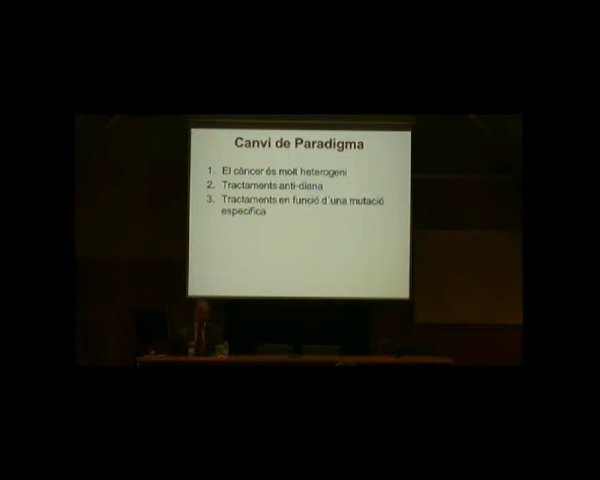 Canvi de Paradigma
1. El càncer és molt heterogeni
2. Tractaments anti-diana
3. Tractaments en funció d´una mutació
específica